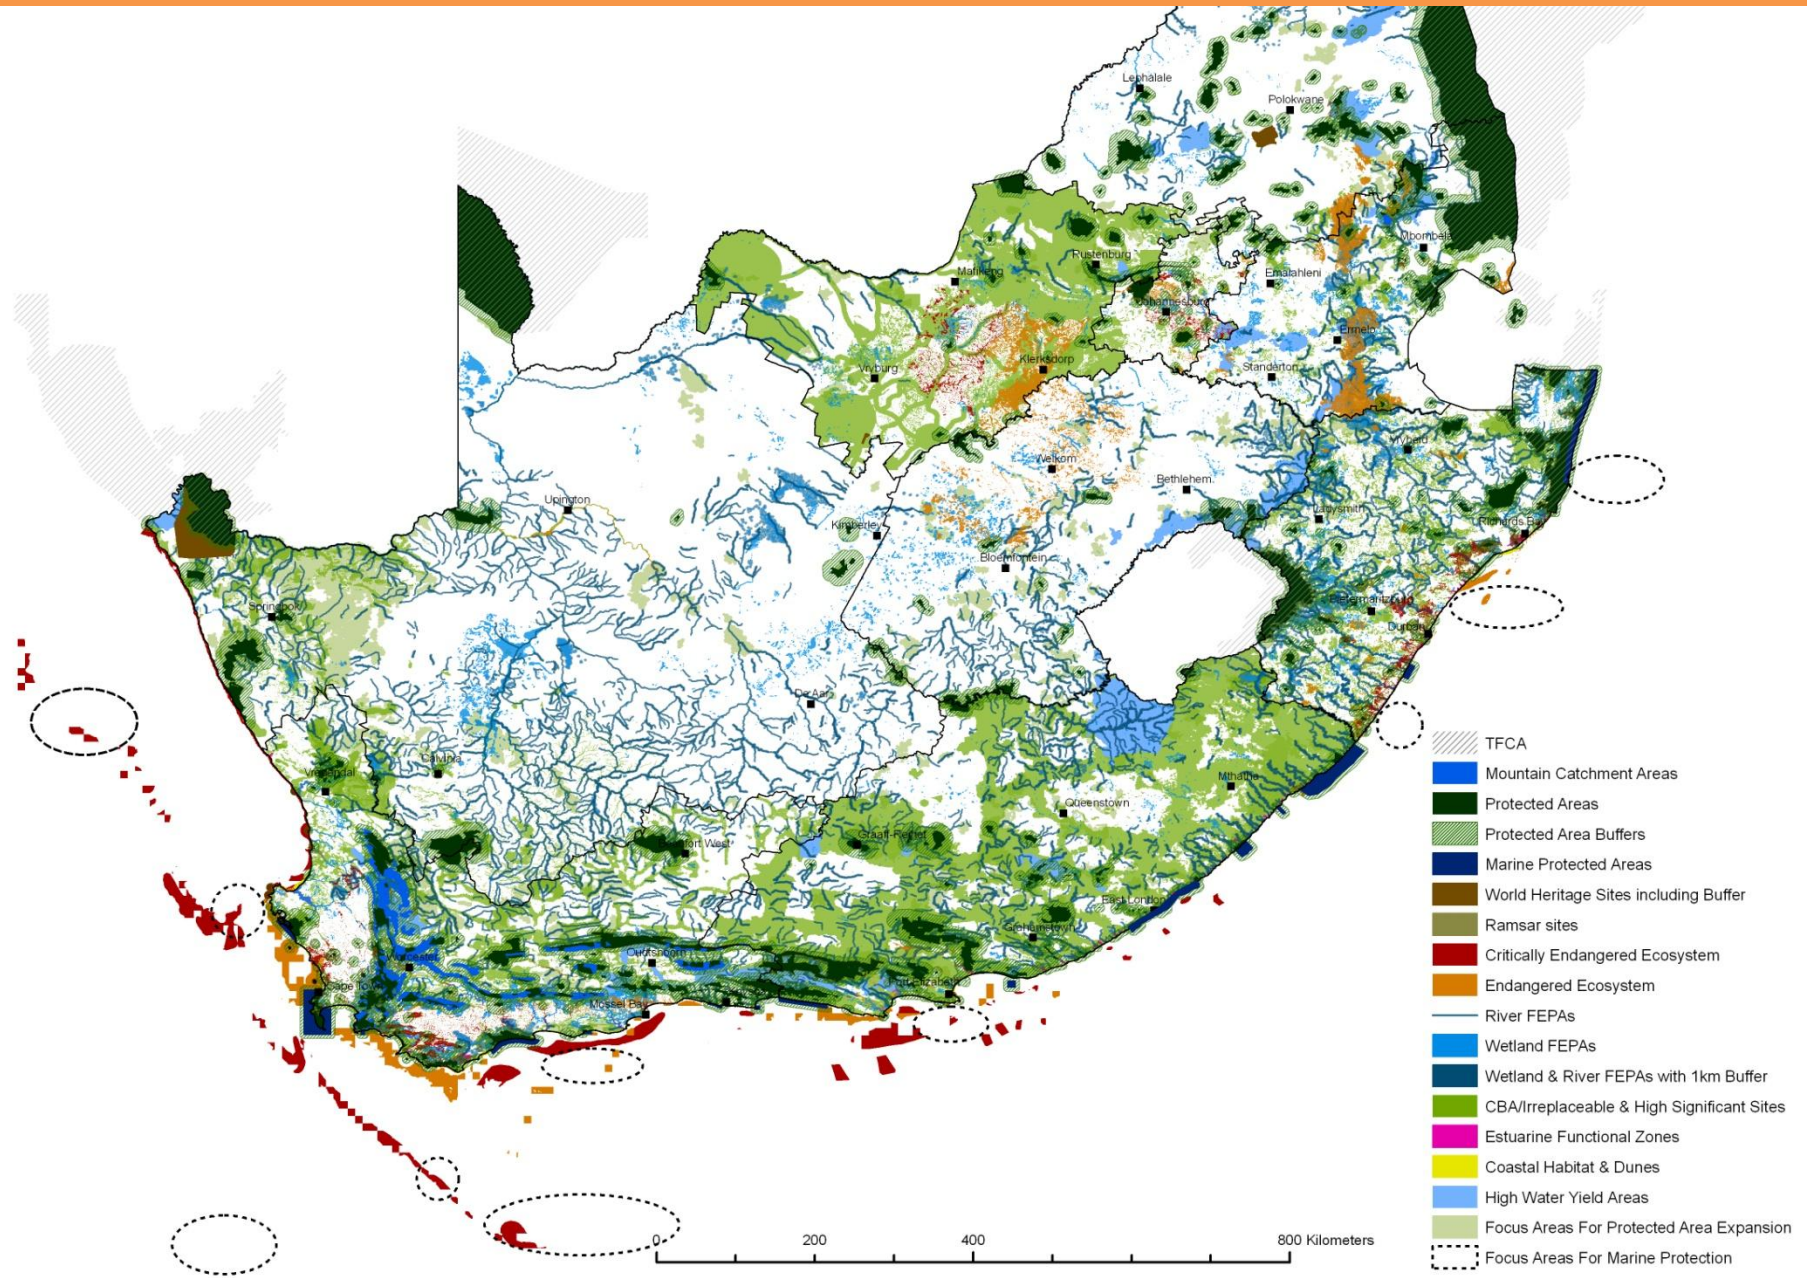 Lephalale
Polokwane
Mbombela
Rustenburg
Mafikeng
Emalahleni
Johannesburg
Ermelo
Klerksdorp
Vryburg
Standerton
Vryheid
Welkom
Bethlehem
Upington
Ladysmith
Richards Bay
Kimberley
Bloemfontein
Springbok
Pietermaritzburg
Durban
De Aar
Calvinia
Vredendal
Mthatha
Queenstown
Graaff-Reinet
Beaufort West
East London
Grahamstown
Oudtshoorn
Worcester
Port Elizabeth
Cape Town
Mossel Bay
TFCA
Mountain Catchment Areas
Protected Areas
Protected Area Buffers
Marine Protected Areas
World Heritage Sites including Buffer
Ramsar sites
Critically Endangered Ecosystem
Endangered Ecosystem
River FEPAs
Wetland FEPAs
Wetland & River FEPAs with 1km Buffer
CBA/Irreplaceable & High Significant Sites
Estuarine Functional Zones
Coastal Habitat & Dunes
High Water Yield Areas
Focus Areas For Protected Area Expansion
Focus Areas For Marine Protection
0 200 400 800 Kilometers